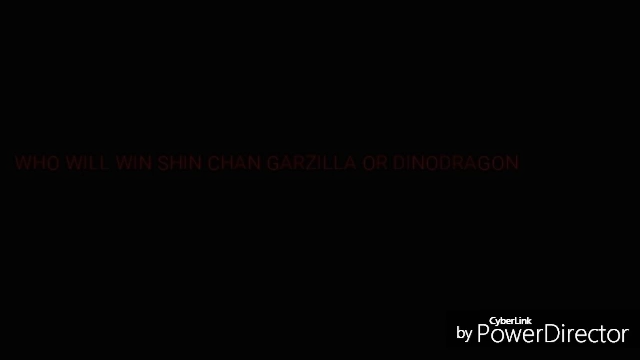 WHO WILL WIN SHIN CHAN GARZILLA OR DINODRAGON
CyberLink
by PowerDirector